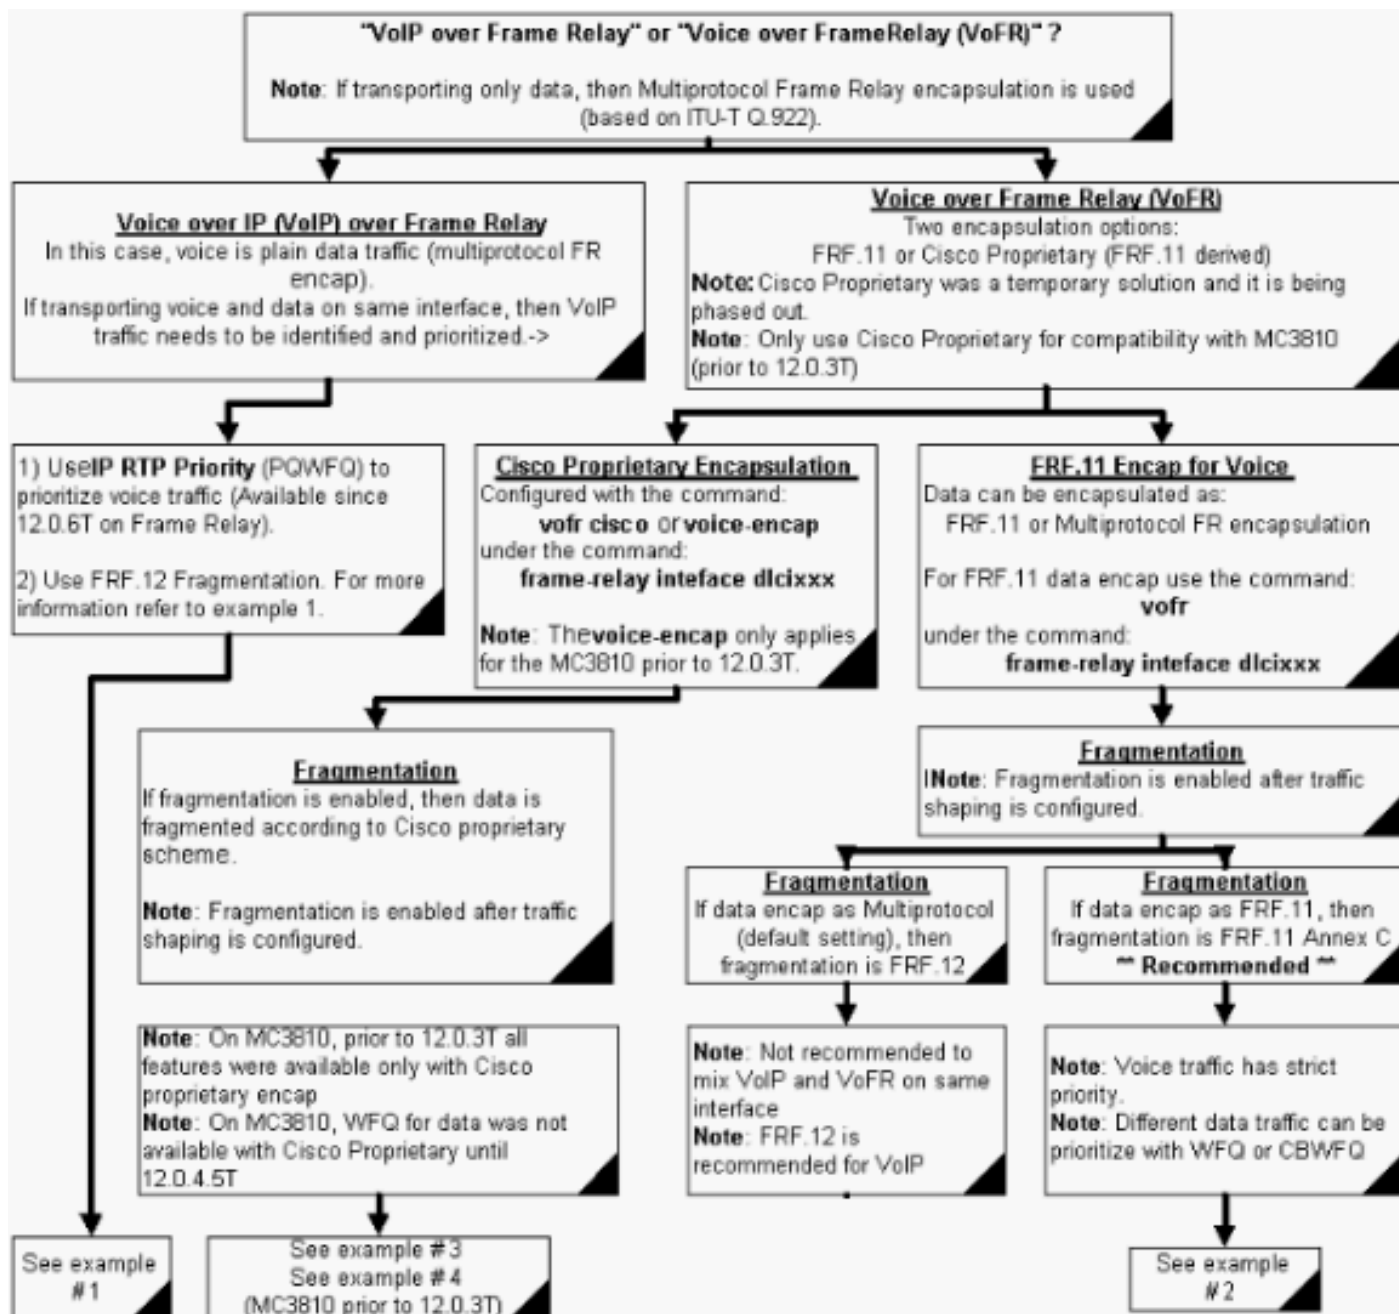 "VoIP over Frame Relay" or "Voice over FrameRelay (VoFR)" ?
Note: If transporting only data, then Multiprotocol Frame Relay encapsulation is used
(based on ITU-T Q.922).
Voice over IP (VoIP) over Frame Relay
In this case, voice is plain data traffic (multiprotocol FR
encap).
If transporting voice and data on same interface, then VoIP
traffic needs to be identified and prioritized.->
Voice over Frame Relay (VoFR)
Two encapsulation options:
FRF.11 or Cisco Proprietary (FRF.11 derived)
Note: Cisco Proprietary was a temporary solution and it is being
phased out.
Note: Only use Cisco Proprietary for compatibility with MC3810
(prior to 12.0.3T)
1) UseIP RTP Priority (PQWFQ) to
prioritize voice traffic (Available since
12.0.6T on Frame Relay).
2) Use FRF.12 Fragmentation. For more
information refer to example 1.
Cisco Proprietary Encapsulation
Configured with the command:
vofr cisco orvoice-encap
under the command:
frame-relay inteface dlcixxx
Note: Thevoice-encap only applies
for the MC3810 prior to 12.0.3T.
FRF.11 Encap for Voice
Data can be encapsulated as:
FRF.11 or Multiprotocol FR encapsulation
For FRF.11 data encap use the command:
vofr
under the command:
frame-relay inteface dlcixxx
Fragmentation
If fragmentation is enabled, then data is
fragmented according to Cisco proprietary
scheme.
Note: Fragmentation is enabled after traffic
shaping is configured.
Fragmentation
INote: Fragmentation is enabled after traffic
shaping is configured.
Fragmentation
If data encap as Multiprotocol
(default setting), then
fragmentation is FRF.12
Fragmentation
If data encap as FRF.11, then
fragmentation is FRF.11 Annex C
** Recommended **
Note: On MC3810, prior to 12.0.3T all
features were available only with Cisco
proprietary encap
Note: On MC3810, WFQ for data was not
available with Cisco Proprietary until
12.0.4.5T
Note: Not recommended to
mix VoIP and VoFR on same
interface
Note: FRF.12 is
recommended for VoIP
Note: Voice traffic has strict
priority.
Note: Different data traffic can be
prioritize with WFQ or CBWFQ
See example
#1
See example #3
See example #4
(MC3810 prior to 12.0.3T)
See example
#2